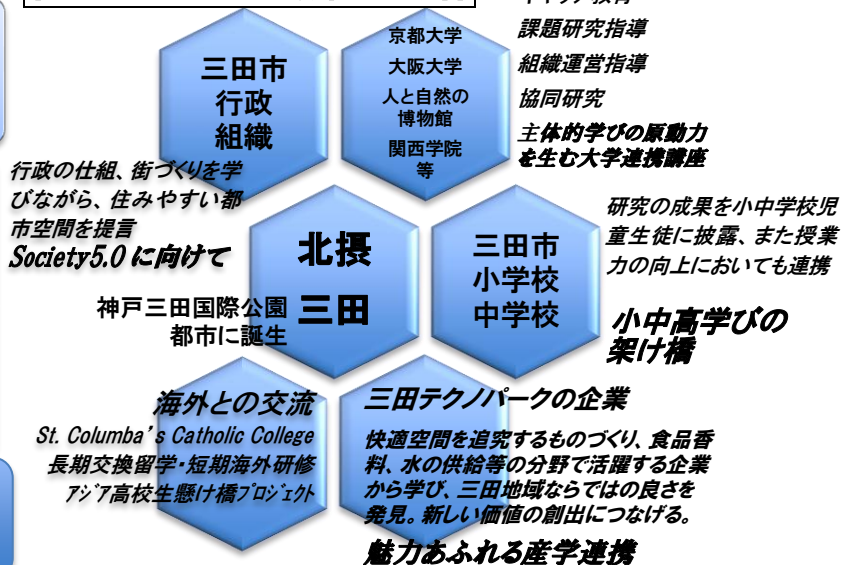 三田市
行政
組織
京都大学
大阪大学
人と自然の
博物館
関西学院
等
課題研究指導
組織運営指導
協同研究
主体的学びの原動力
を生む大学連携講座
行政の仕組、街づくりを学
びながら、住みやすい都
市空間を提言
Society5.0 に向けて
北摂
三田
神戸三田国際公園
都市に誕生
三田市
小学校
中学校
研究の成果を小中学校児
童生徒に披露、また授業
力の向上においても連携
小中高学びの
架け橋
海外との交流
St. Columba’s Catholic College
長期交換留学・短期海外研修
ｱｼﾞｱ高校生懸け橋ﾌﾟﾛｼﾞｪｸﾄ
三田テクノパークの企業
快適空間を追究するものづくり、食品香
料、水の供給等の分野で活躍する企業
から学び、三田地域ならではの良さを
発見。新しい価値の創出につなげる。
魅力あふれる産学連携